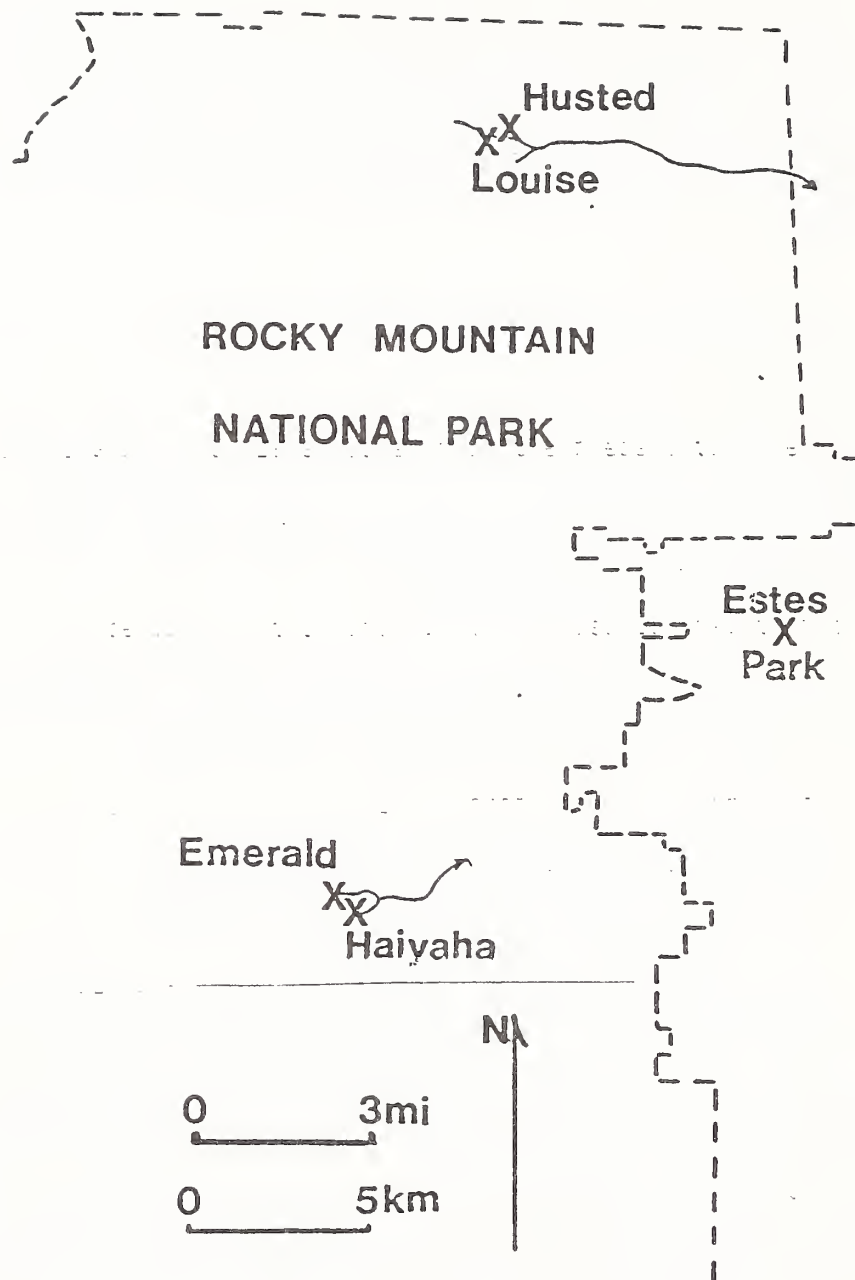 Husted
X X
Louise
ROCKY MOUNTAIN
NATIONAL PARK
Estes
X
Park
Emerald
X X
Haiyaha
N
0 3mi
0 5km